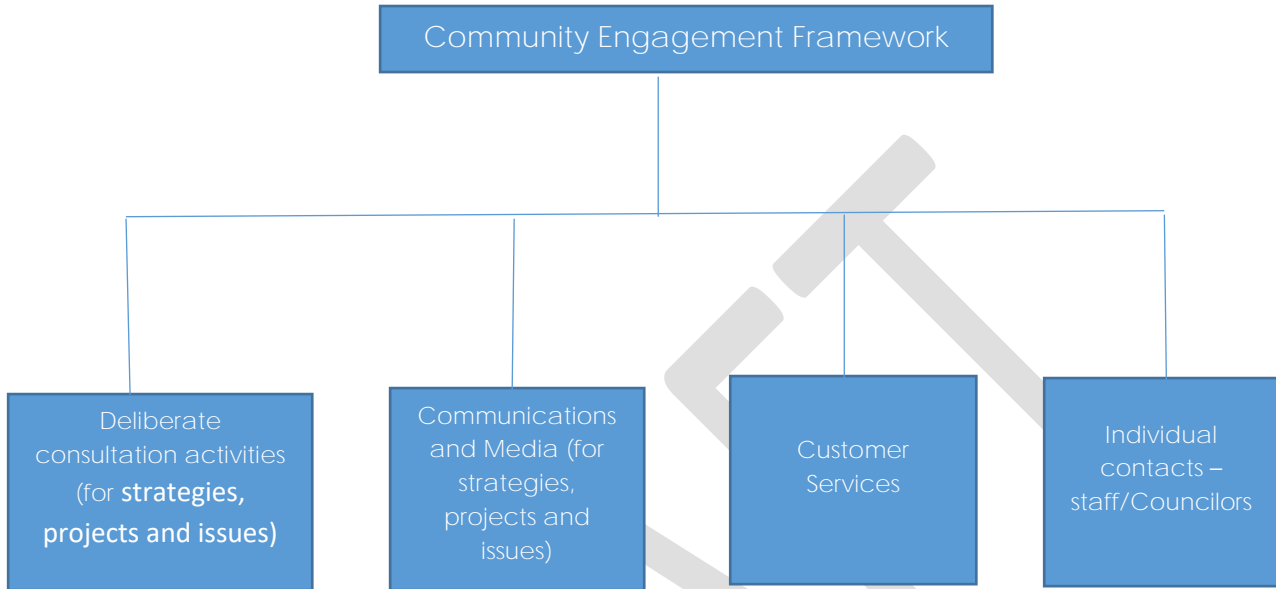 Community Engagement Framework
Deliberate
consultation activities
(for strategies,
projects and issues)
Communications
and Media (for
strategies,
projects and
issues)
Customer
Services
Individual
contacts –
staff/Councilors